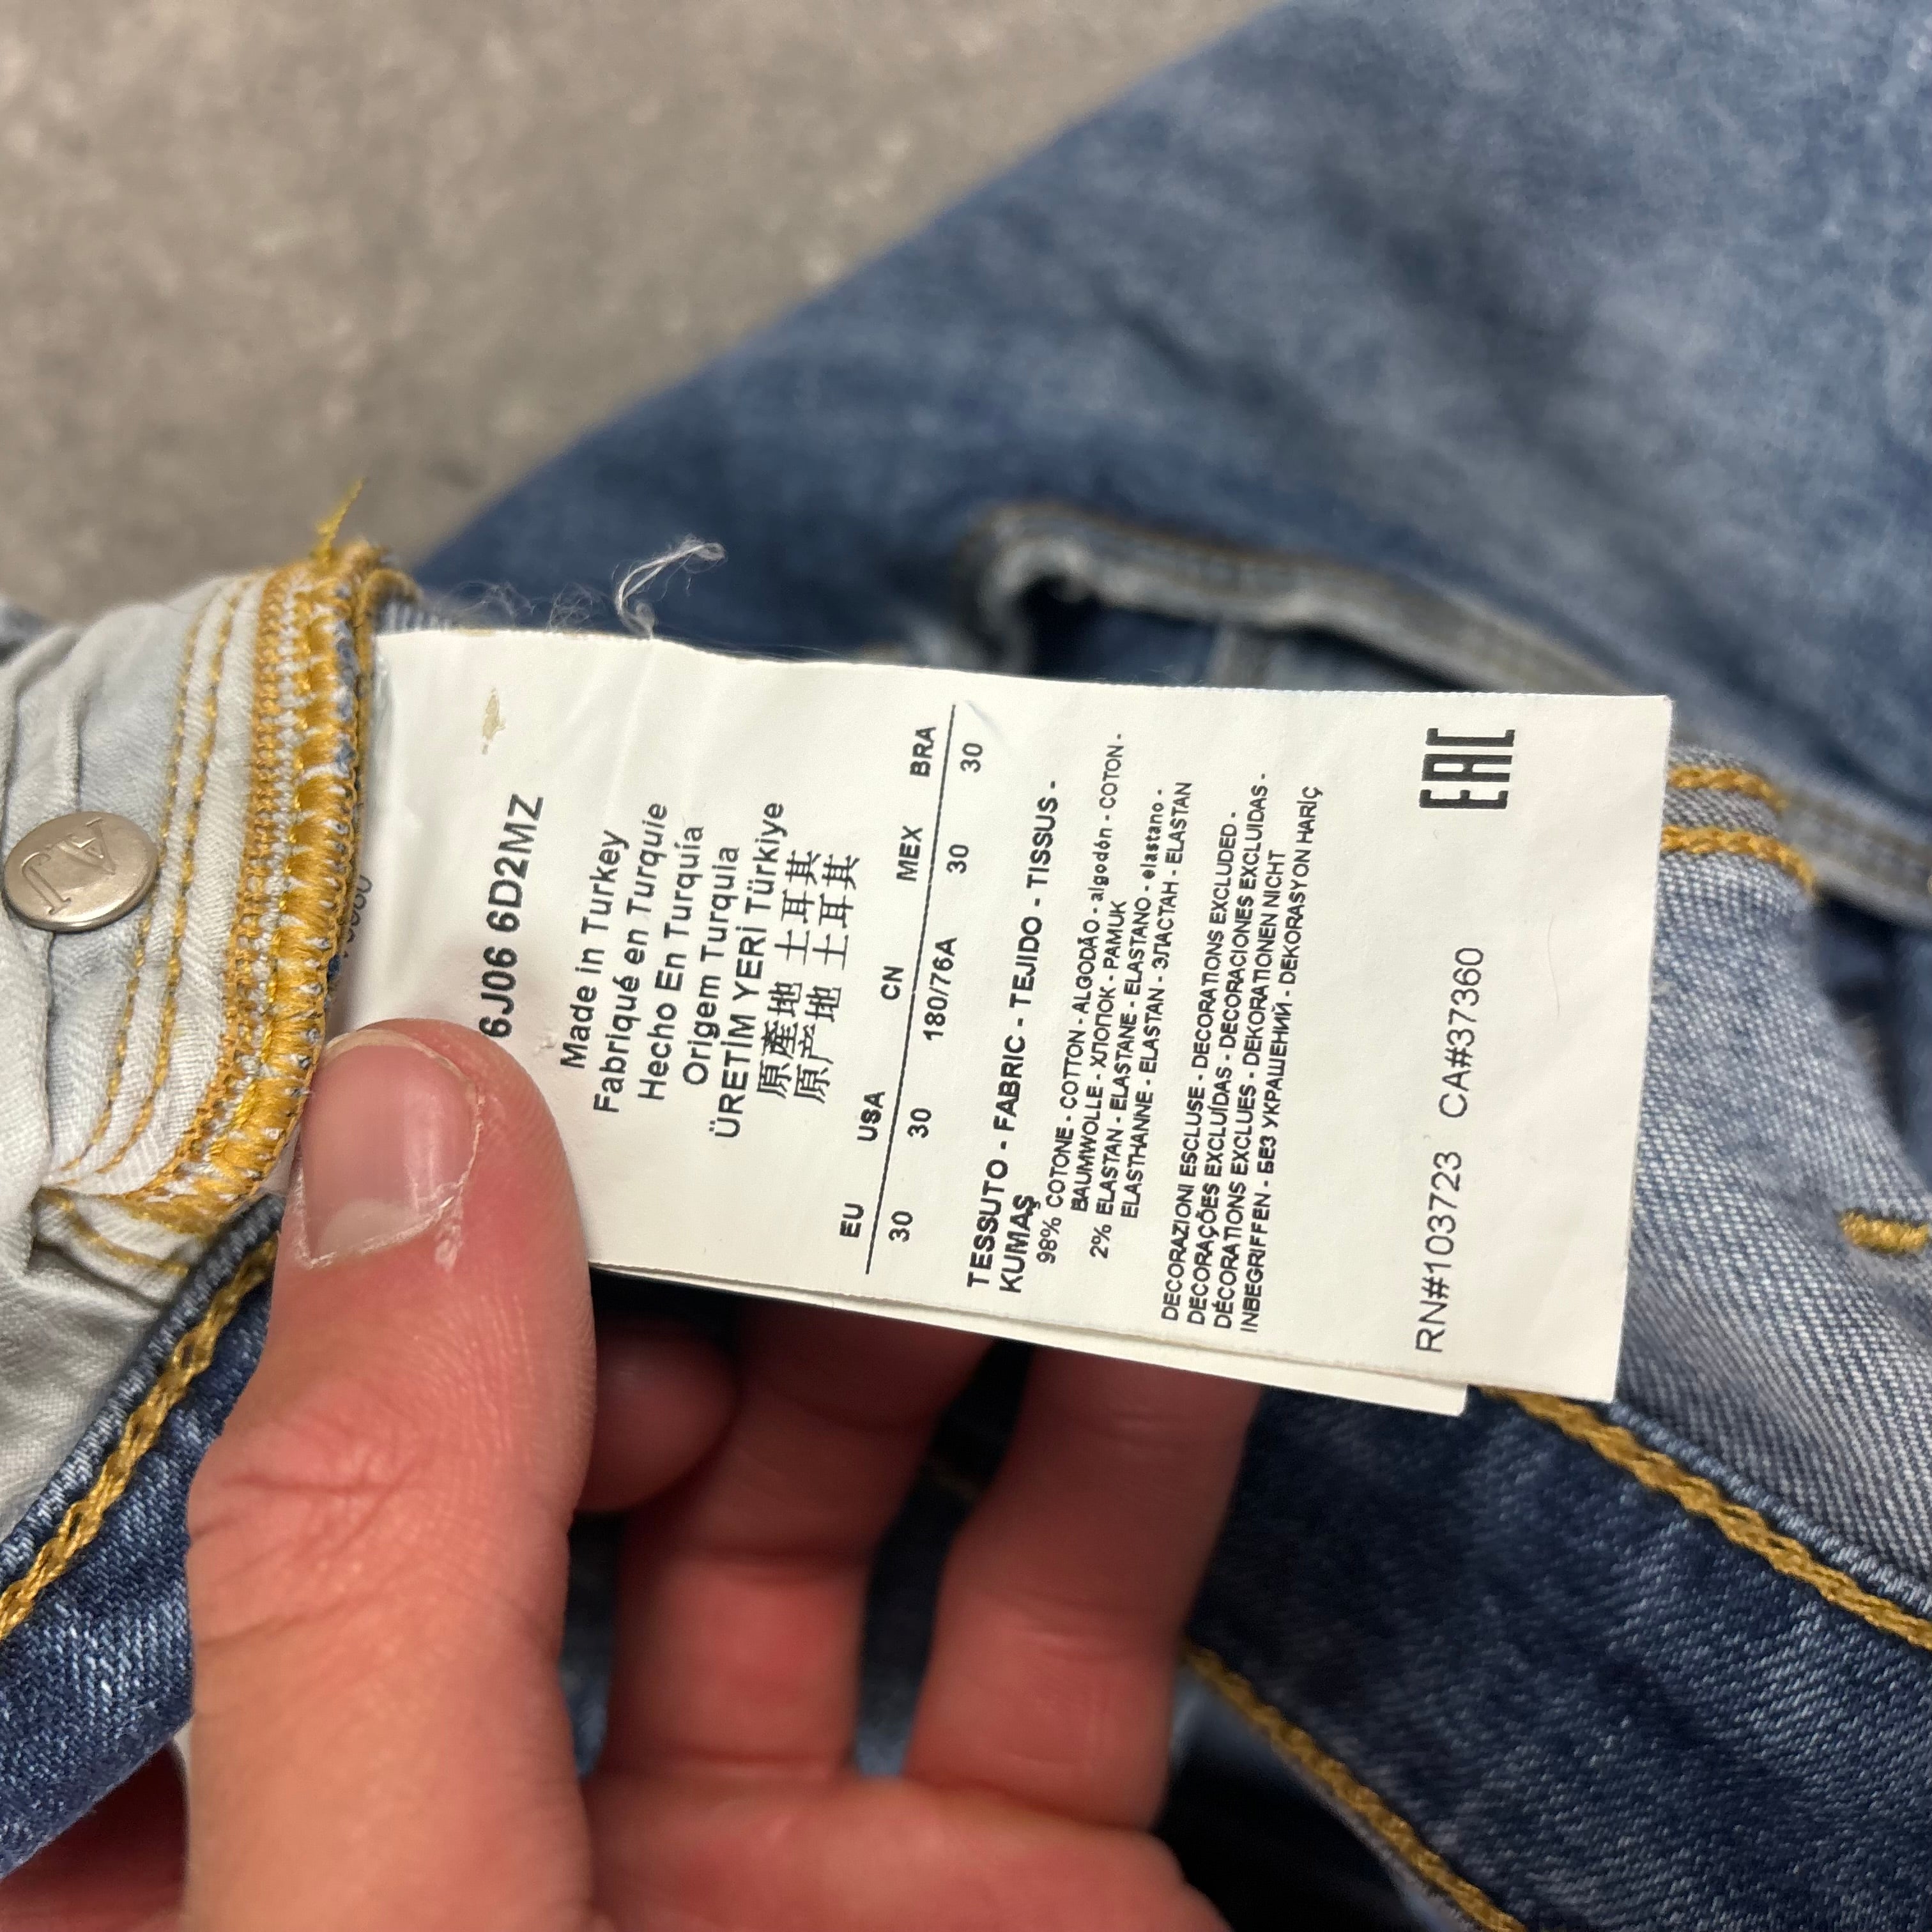 6J06 6D2MZ
Made in Turkey
Fabriqué en Turquie
Hecho En Turquía
Origem Turquia
ÜRETİM YERİ Türkiye
原產地 土耳其
原产地 土耳其
EU USA CN MEX BRA
30 30 180/76A 30 30
TESSUTO - FABRIC - TEJIDO - TISSUS -
KUMAŞ
98% COTONE - COTTON - ALGODÃO - algodón - COTON -
BAUMWOLLE - ХЛОПОК - PAMUK
2% ELASTAN - ELASTANE - ELASTANO - elastano -
ELASTHANNE - ELASTAN - ЭЛАСТАН - ELASTAN
DECORAZIONI ESCLUSE - DECORATIONS EXCLUDED -
DECORAÇÕES EXCLUÍDAS - DECORACIONES EXCLUIDAS -
DÉCORATIONS EXCLUES - DEKORATIONEN NICHT
INBEGRIFFEN - БЕЗ УКРАШЕНИЙ - DEKORASYON HARİÇ
RN#103723 CA#37360
EAC
AJ